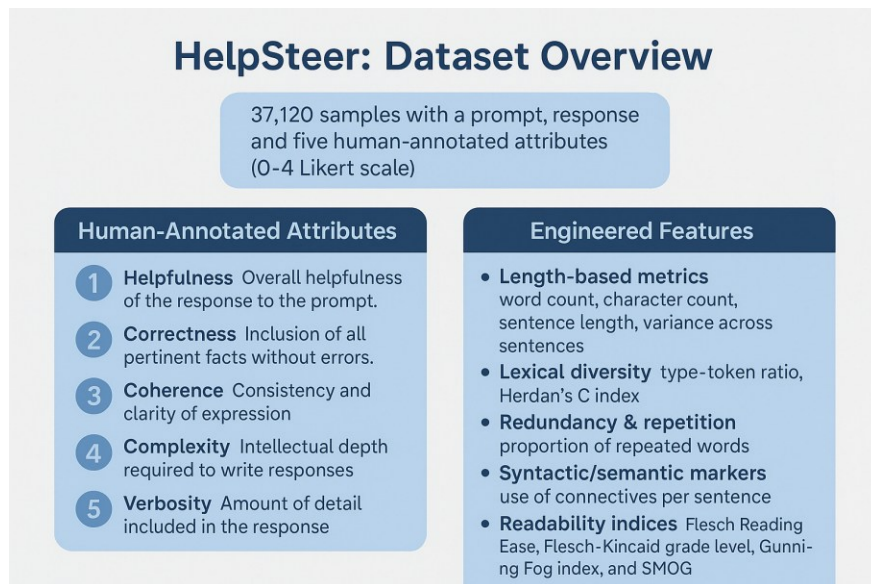 HelpSteer: Dataset Overview
37,120 samples with a prompt, response
and five human-annotated attributes
(0-4 Likert scale)
Human-Annotated Attributes
1 Helpfulness Overall helpfulness
of the response to the prompt.
2 Correctness Inclusion of all
pertinent facts without errors.
3 Coherence Consistency and
clarity of expression
4 Complexity Intellectual depth
required to write responses
5 Verbosity Amount of detail
included in the response
Engineered Features
• Length-based metrics
word count, character count,
sentence length, variance across
sentences
• Lexical diversity type-token ratio,
Herdan's C index
• Redundancy & repetition
proportion of repeated words
• Syntactic/semantic markers
use of connectives per sentence
• Readability indices Flesch Reading
Ease, Flesch-Kincaid grade level, Gunni-
ng Fog index, and SMOG